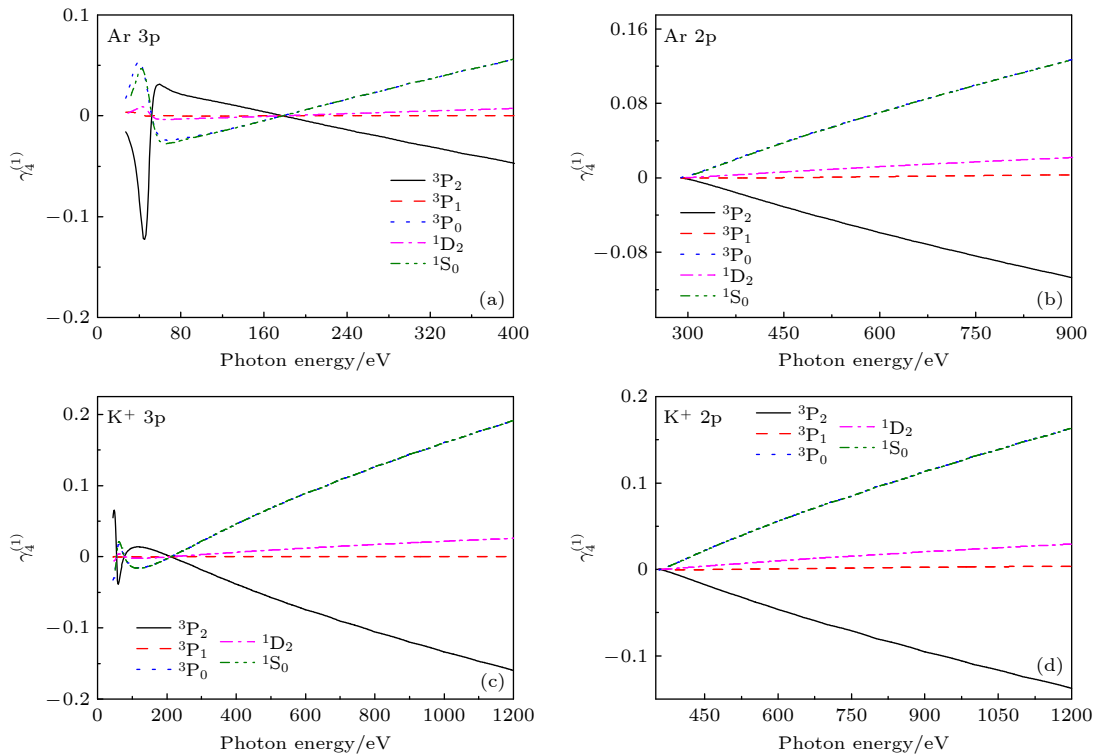 Ar 3p
γ₄⁽¹⁾
0.1
0
−0.1
−0.2
³P₂
³P₁
³P₀
¹D₂
¹S₀
(a)
0 80 160 240 320 400
Photon energy/eV
Ar 2p
γ₄⁽¹⁾
0.16
0.08
0
−0.08
³P₂
³P₁
³P₀
¹D₂
¹S₀
(b)
300 450 600 750 900
Photon energy/eV
K⁺ 3p
γ₄⁽¹⁾
0.2
0.1
0
−0.1
−0.2
³P₂
³P₁ ¹D₂
³P₀ ¹S₀
(c)
0 200 400 600 800 1000 1200
Photon energy/eV
K⁺ 2p
γ₄⁽¹⁾
0.2
0.1
0
−0.1
³P₂
³P₁ ¹D₂
³P₀ ¹S₀
(d)
450 600 750 900 1050 1200
Photon energy/eV